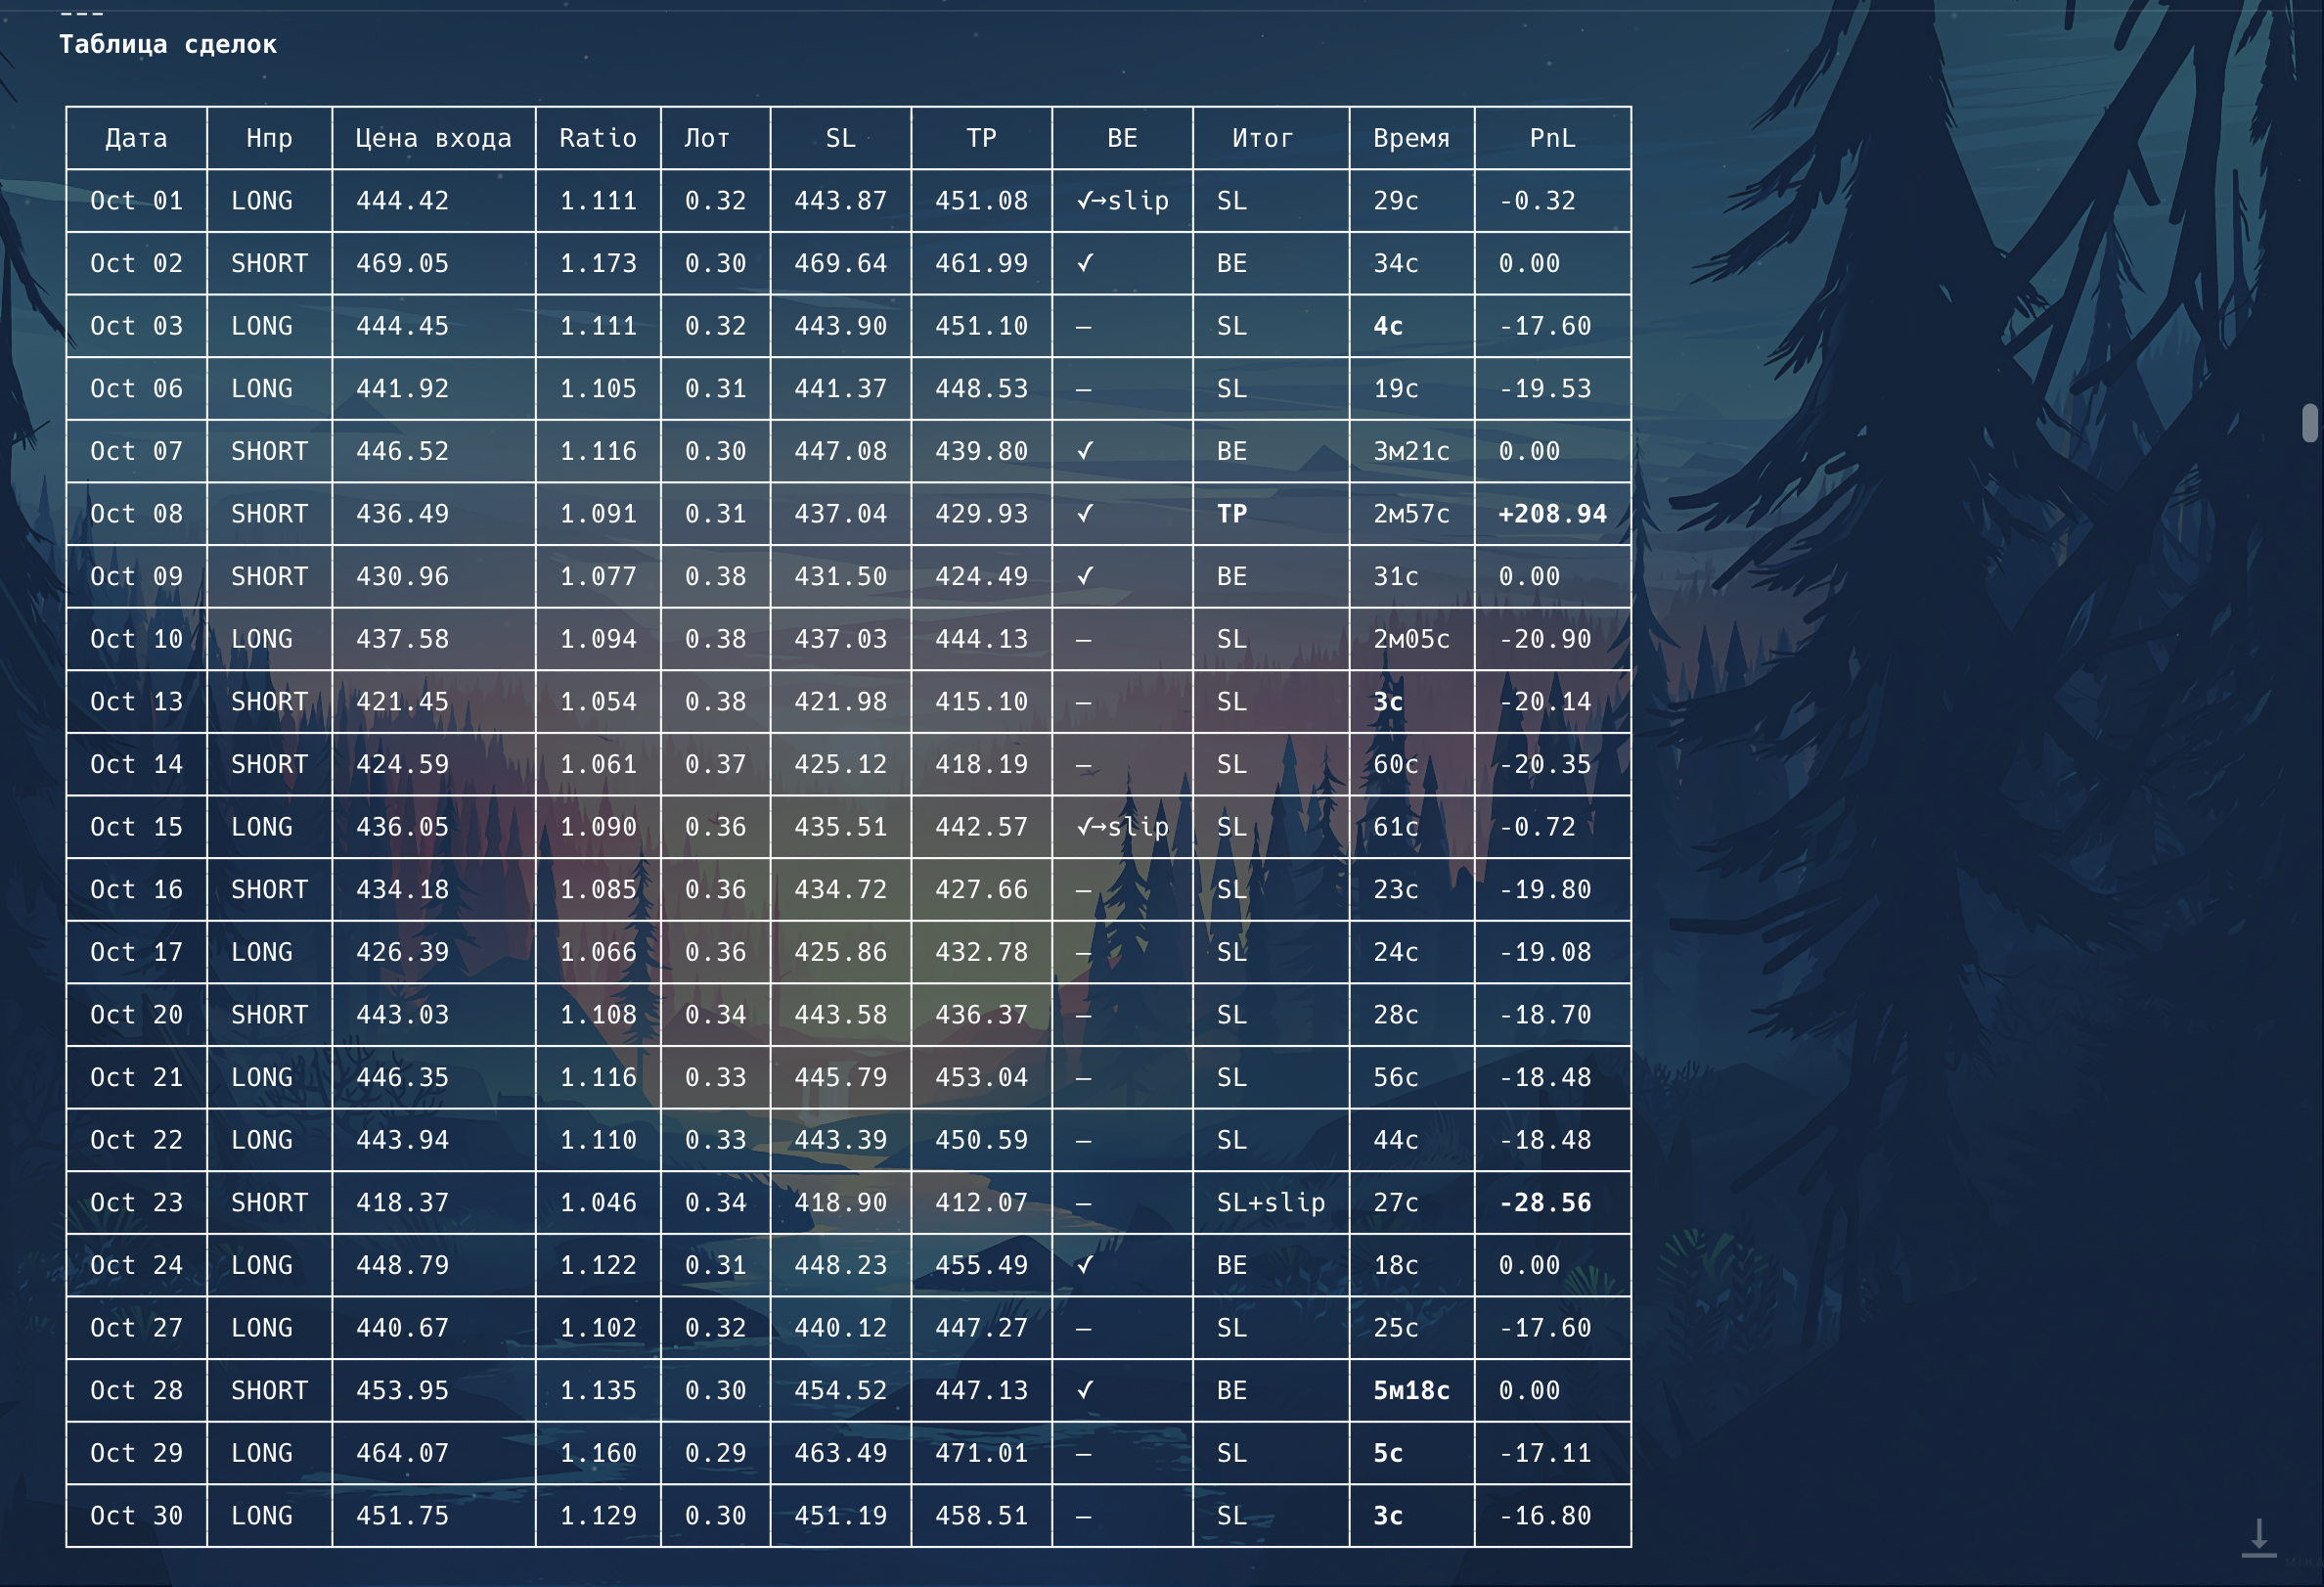 ---
Таблица сделок
Дата Нпр Цена входа Ratio Лот SL TP BE Итог Время PnL
Oct 01 LONG 444.42 1.111 0.32 443.87 451.08 ✓→slip SL 29с -0.32
Oct 02 SHORT 469.05 1.173 0.30 469.64 461.99 ✓ BE 34с 0.00
Oct 03 LONG 444.45 1.111 0.32 443.90 451.10 — SL 4с -17.60
Oct 06 LONG 441.92 1.105 0.31 441.37 448.53 — SL 19с -19.53
Oct 07 SHORT 446.52 1.116 0.30 447.08 439.80 ✓ BE 3м21с 0.00
Oct 08 SHORT 436.49 1.091 0.31 437.04 429.93 ✓ TP 2м57с +208.94
Oct 09 SHORT 430.96 1.077 0.38 431.50 424.49 ✓ BE 31с 0.00
Oct 10 LONG 437.58 1.094 0.38 437.03 444.13 — SL 2м05с -20.90
Oct 13 SHORT 421.45 1.054 0.38 421.98 415.10 — SL 3с -20.14
Oct 14 SHORT 424.59 1.061 0.37 425.12 418.19 — SL 60с -20.35
Oct 15 LONG 436.05 1.090 0.36 435.51 442.57 ✓→slip SL 61с -0.72
Oct 16 SHORT 434.18 1.085 0.36 434.72 427.66 — SL 23с -19.80
Oct 17 LONG 426.39 1.066 0.36 425.86 432.78 — SL 24с -19.08
Oct 20 SHORT 443.03 1.108 0.34 443.58 436.37 — SL 28с -18.70
Oct 21 LONG 446.35 1.116 0.33 445.79 453.04 — SL 56с -18.48
Oct 22 LONG 443.94 1.110 0.33 443.39 450.59 — SL 44с -18.48
Oct 23 SHORT 418.37 1.046 0.34 418.90 412.07 — SL+slip 27с -28.56
Oct 24 LONG 448.79 1.122 0.31 448.23 455.49 ✓ BE 18с 0.00
Oct 27 LONG 440.67 1.102 0.32 440.12 447.27 — SL 25с -17.60
Oct 28 SHORT 453.95 1.135 0.30 454.52 447.13 ✓ BE 5м18с 0.00
Oct 29 LONG 464.07 1.160 0.29 463.49 471.01 — SL 5с -17.11
Oct 30 LONG 451.75 1.129 0.30 451.19 458.51 — SL 3с -16.80